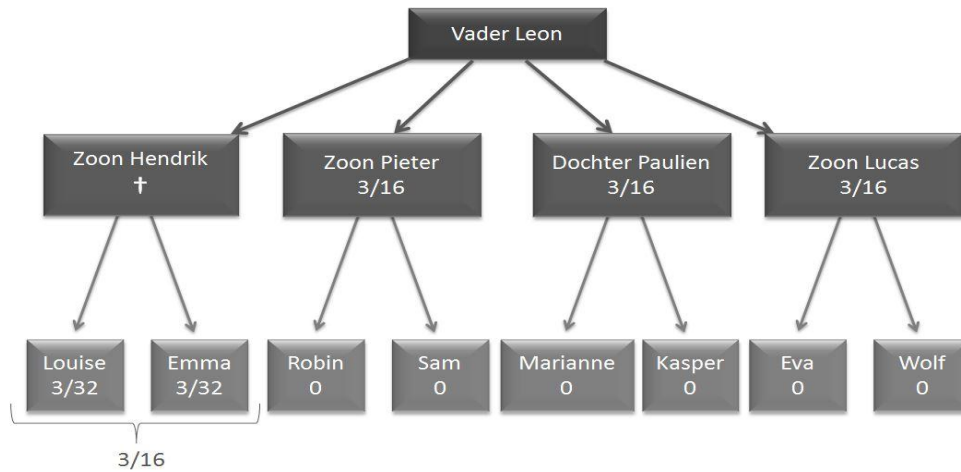 Vader Leon
Zoon Hendrik
✝
Zoon Pieter
3/16
Dochter Paulien
3/16
Zoon Lucas
3/16
Louise
3/32
Emma
3/32
Robin
0
Sam
0
Marianne
0
Kasper
0
Eva
0
Wolf
0
3/16